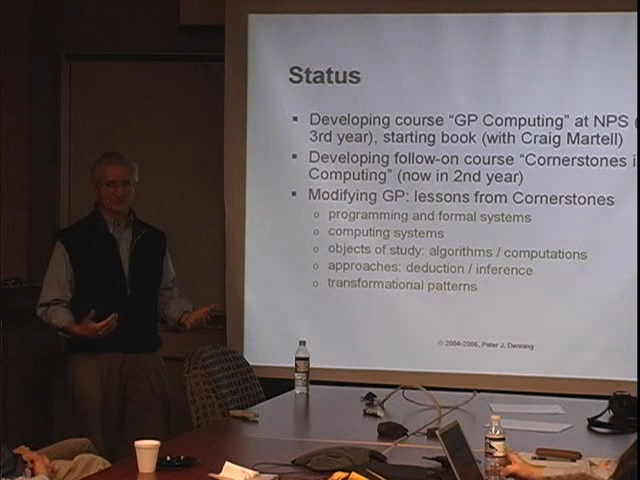 Status
▪ Developing course “GP Computing” at NPS (
3rd year), starting book (with Craig Martell)
▪ Developing follow-on course “Cornerstones i
Computing” (now in 2nd year)
▪ Modifying GP: lessons from Cornerstones
o programming and formal systems
o computing systems
o objects of study: algorithms / computations
o approaches: deduction / inference
o transformational patterns
© 2004-2006, Peter J. Denning